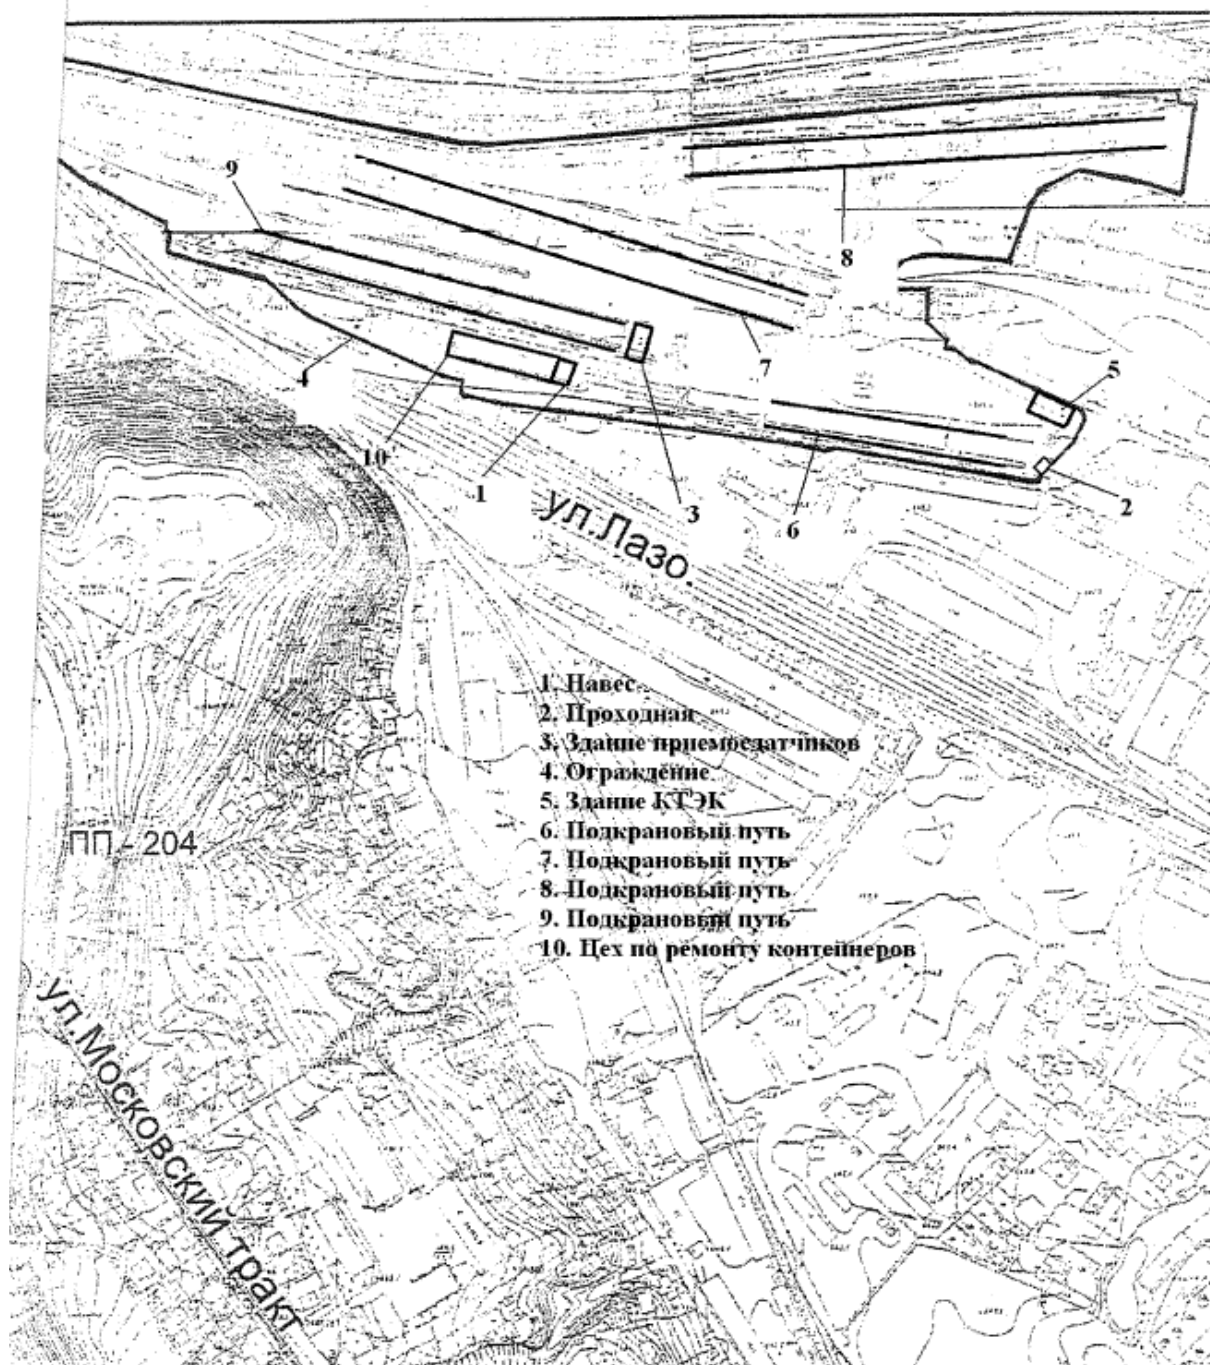 9
8
4
7
5
10
1
3
6
2
ул.Лазо.
1. Навес
2. Проходная
3. Здание приемосдатчиков
4. Ограждение
5. Здание КТЭК
6. Подкрановый путь
7. Подкрановый путь
8. Подкрановый путь
9. Подкрановый путь
10. Цех по ремонту контейнеров
ПП - 204
ул.Московский тракт